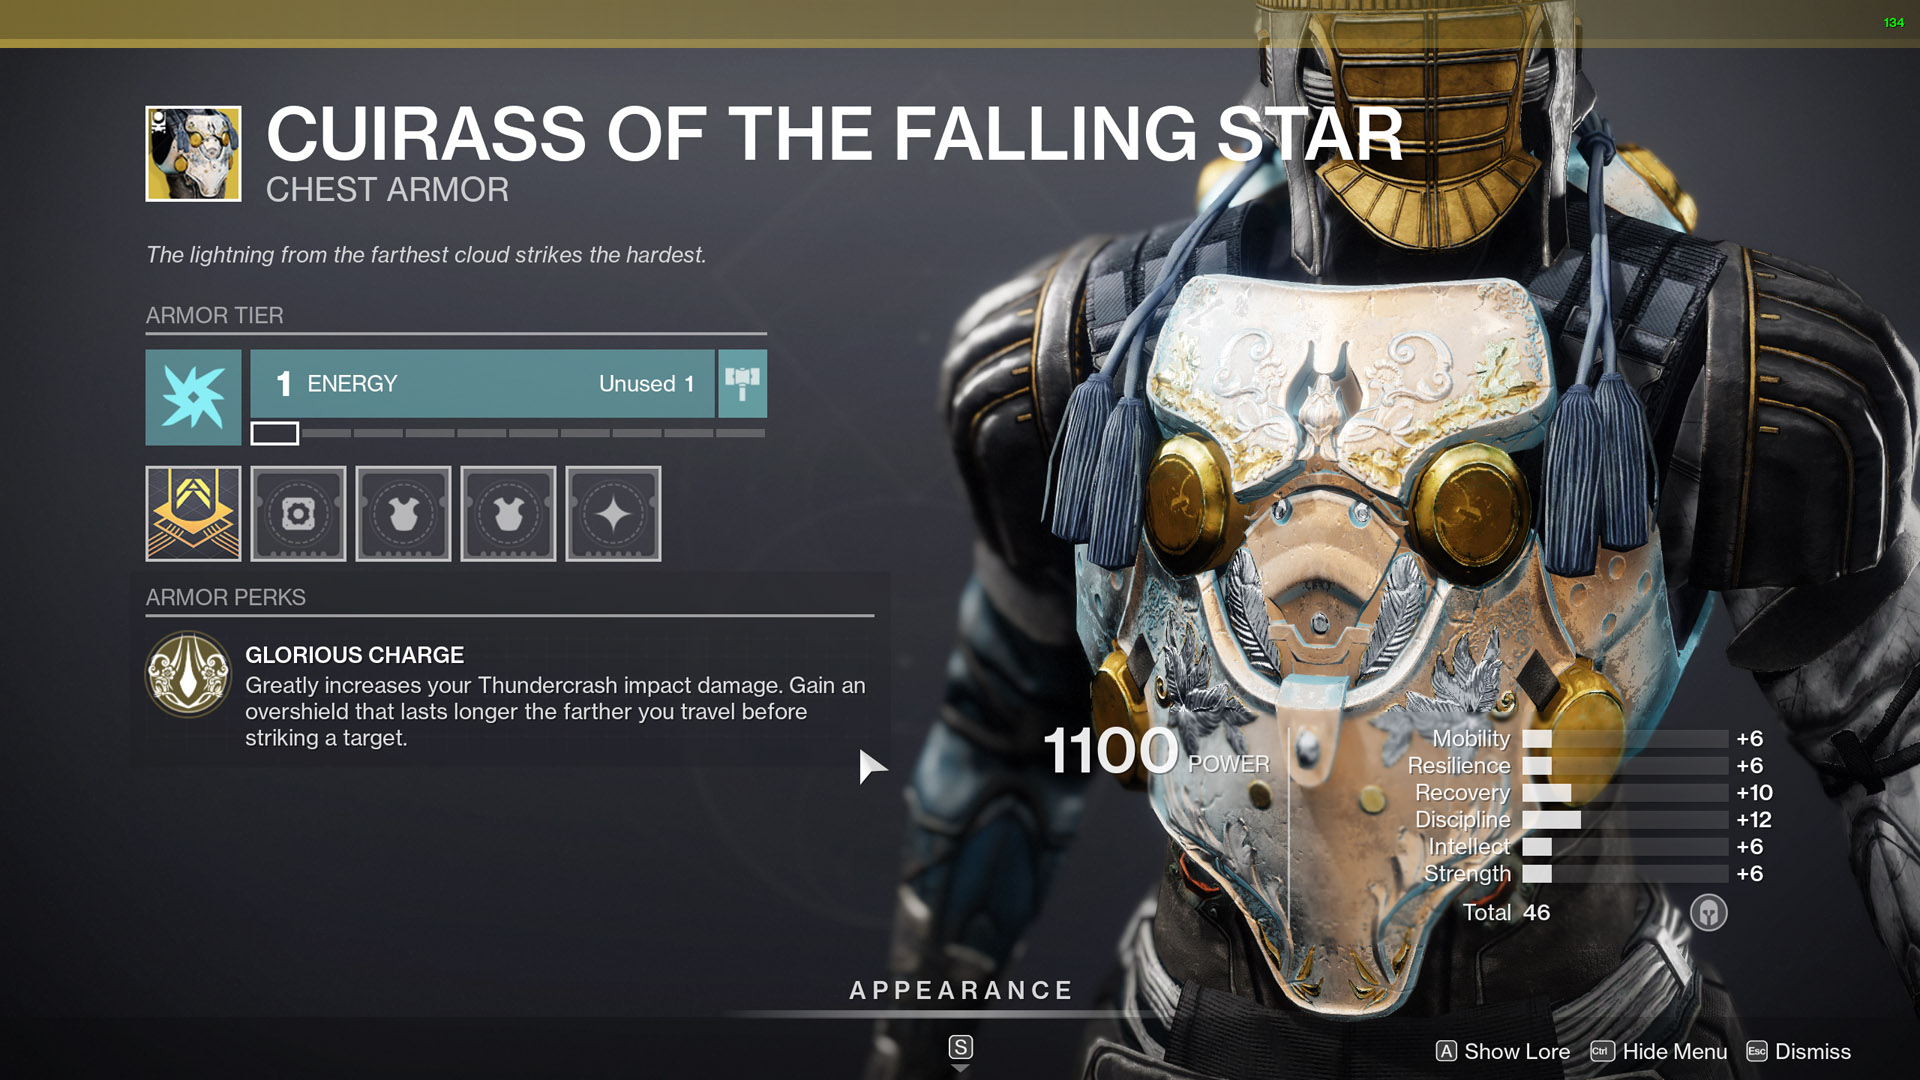 134
CUIRASS OF THE FALLING STAR
CHEST ARMOR
The lightning from the farthest cloud strikes the hardest.
ARMOR TIER
1 ENERGY Unused 1
ARMOR PERKS
GLORIOUS CHARGE
Greatly increases your Thundercrash impact damage. Gain an
overshield that lasts longer the farther you travel before
striking a target.
1100 POWER
Mobility +6
Resilience +6
Recovery +10
Discipline +12
Intellect +6
Strength +6
Total 46
APPEARANCE
S
A Show Lore Ctrl Hide Menu Esc Dismiss